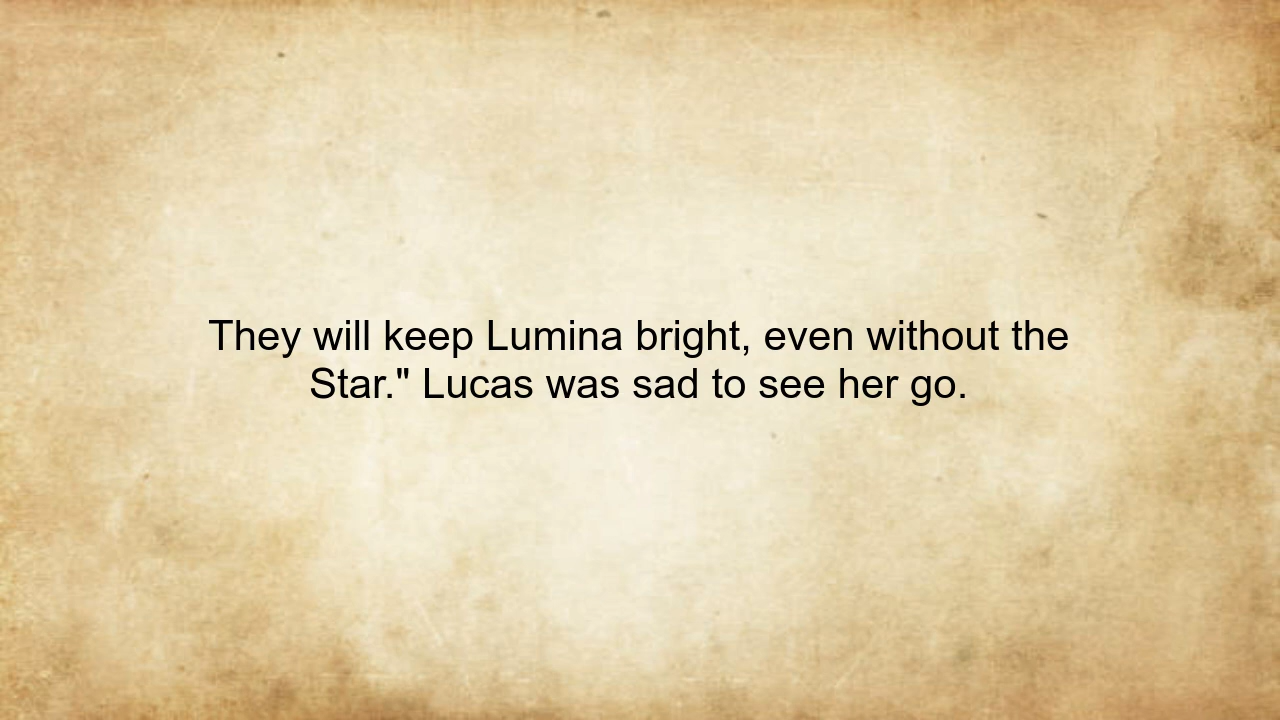 They will keep Lumina bright, even without the
Star." Lucas was sad to see her go.